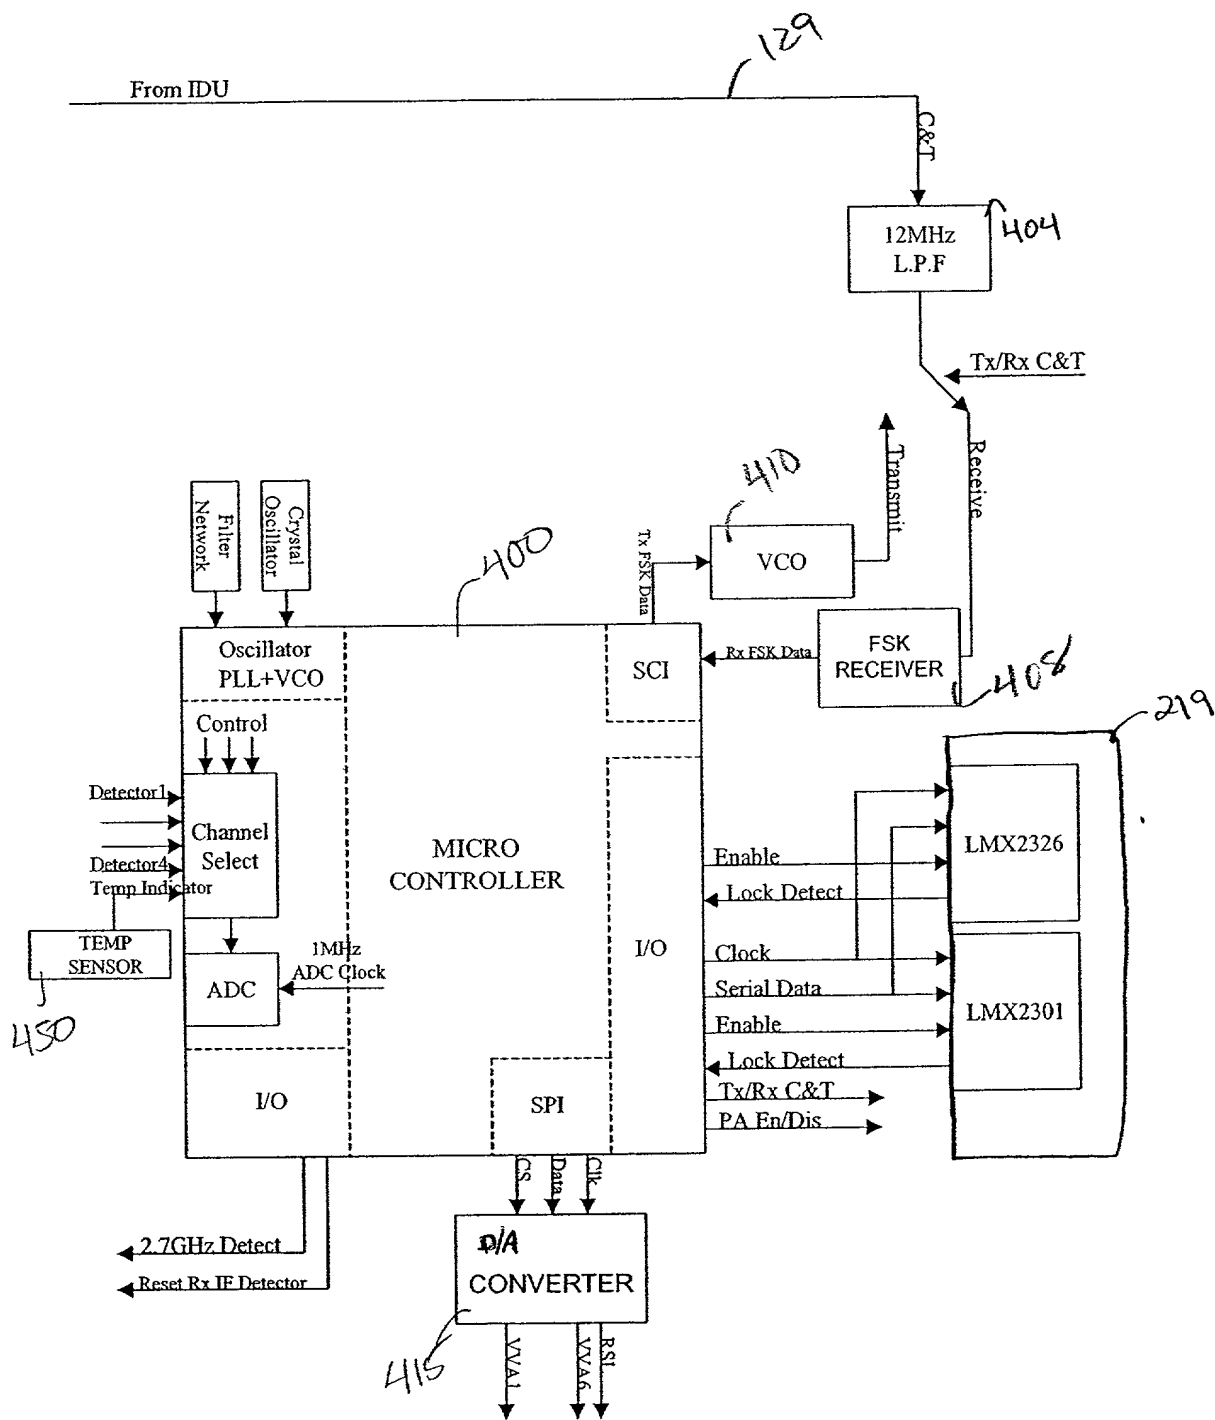 129
From IDU
C&T
12MHz
L.P.F
404
Tx/Rx C&T
Receive
Transmit
410
VCO
Tx FSK Data
Filter
Network
Crystal
Oscillator
400
Oscillator
PLL+VCO
SCI
Rx FSK Data
FSK
RECEIVER
408
219
Control
Detector1
Channel
Select
Detector4
Temp Indicator
TEMP
SENSOR
450
ADC
1MHz
ADC Clock
MICRO
CONTROLLER
I/O
Enable
Lock Detect
Clock
Serial Data
Enable
Lock Detect
Tx/Rx C&T
PA En/Dis
LMX2326
LMX2301
I/O
SPI
CS
Data
Clk
2.7GHz Detect
Reset Rx IF Detector
D/A
CONVERTER
415
VVA1
VVA6
RSL